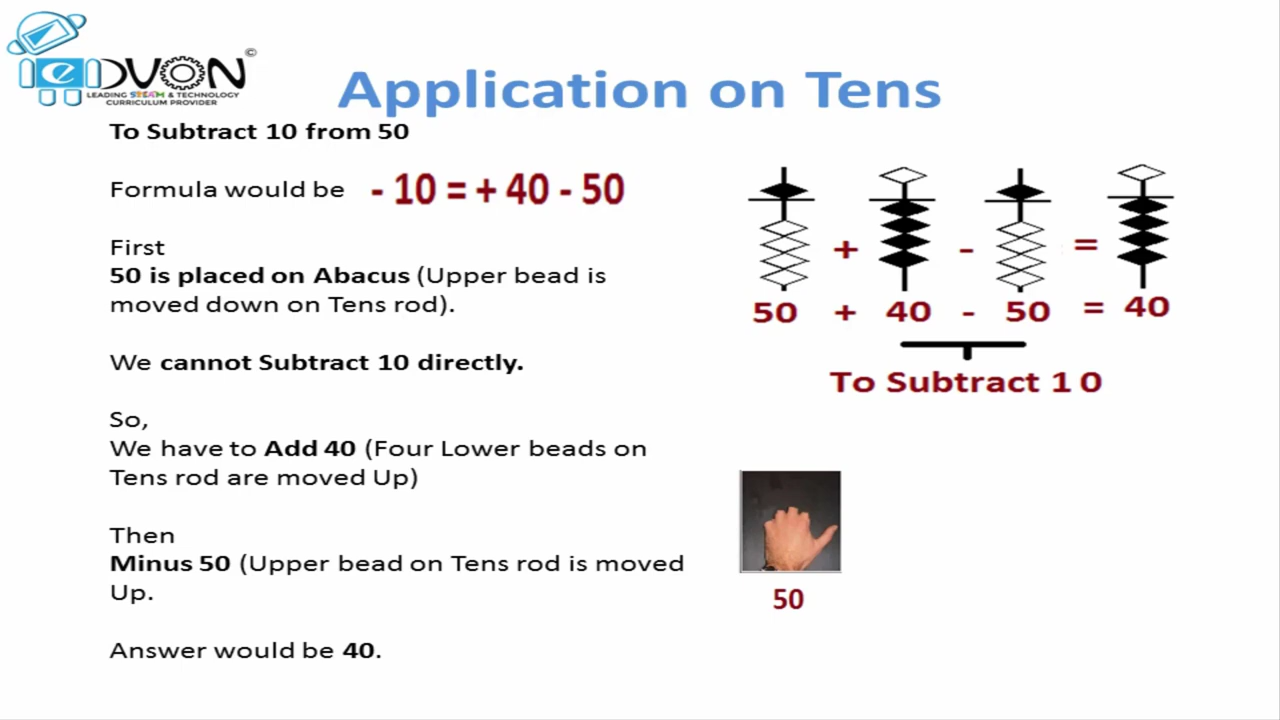 eDVON©
LEADING STEAM & TECHNOLOGY
CURRICULUM PROVIDER
Application on Tens
To Subtract 10 from 50
Formula would be - 10 = + 40 - 50
First
50 is placed on Abacus (Upper bead is
moved down on Tens rod).
We cannot Subtract 10 directly.
So,
We have to Add 40 (Four Lower beads on
Tens rod are moved Up)
Then
Minus 50 (Upper bead on Tens rod is moved
Up.
Answer would be 40.
+ - =
50 + 40 - 50 = 40
To Subtract 1 0
50